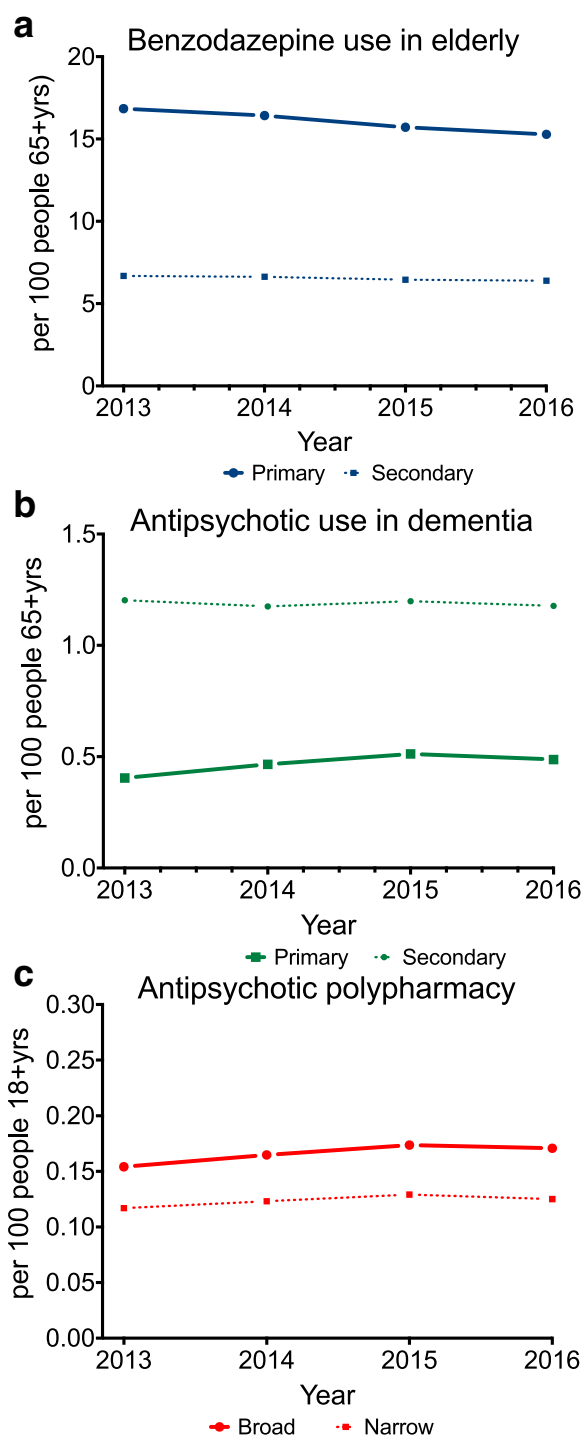 a
Benzodazepine use in elderly
per 100 people 65+yrs)
20
15
10
5
0
2013 2014 2015 2016
Year
Primary Secondary
b
Antipsychotic use in dementia
per 100 people 65+yrs
1.5
1.0
0.5
0.0
2013 2014 2015 2016
Year
Primary Secondary
c
Antipsychotic polypharmacy
per 100 people 18+yrs
0.30
0.25
0.20
0.15
0.10
0.05
0.00
2013 2014 2015 2016
Year
Broad Narrow